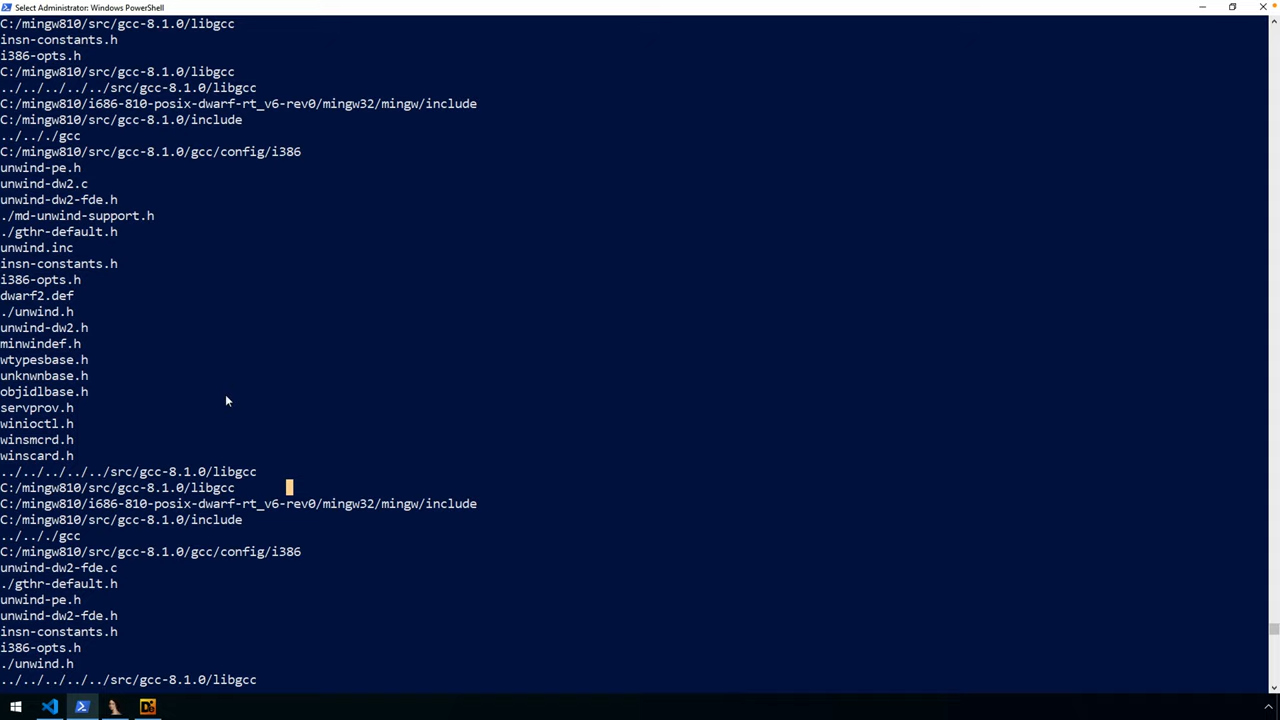 Select Administrator: Windows PowerShell
C:/mingw810/src/gcc-8.1.0/libgcc
insn-constants.h
i386-opts.h
C:/mingw810/src/gcc-8.1.0/libgcc
../../../../../src/gcc-8.1.0/libgcc
C:/mingw810/i686-810-posix-dwarf-rt_v6-rev0/mingw32/mingw/include
C:/mingw810/src/gcc-8.1.0/include
../.././gcc
C:/mingw810/src/gcc-8.1.0/gcc/config/i386
unwind-pe.h
unwind-dw2.c
unwind-dw2-fde.h
./md-unwind-support.h
./gthr-default.h
unwind.inc
insn-constants.h
i386-opts.h
dwarf2.def
./unwind.h
unwind-dw2.h
minwindef.h
wtypesbase.h
unknwnbase.h
objidlbase.h
servprov.h
winioctl.h
winsmcrd.h
winscard.h
../../../../../src/gcc-8.1.0/libgcc
C:/mingw810/src/gcc-8.1.0/libgcc
C:/mingw810/i686-810-posix-dwarf-rt_v6-rev0/mingw32/mingw/include
C:/mingw810/src/gcc-8.1.0/include
../.././gcc
C:/mingw810/src/gcc-8.1.0/gcc/config/i386
unwind-dw2-fde.c
./gthr-default.h
unwind-pe.h
unwind-dw2-fde.h
insn-constants.h
i386-opts.h
./unwind.h
../../../../../src/gcc-8.1.0/libgcc